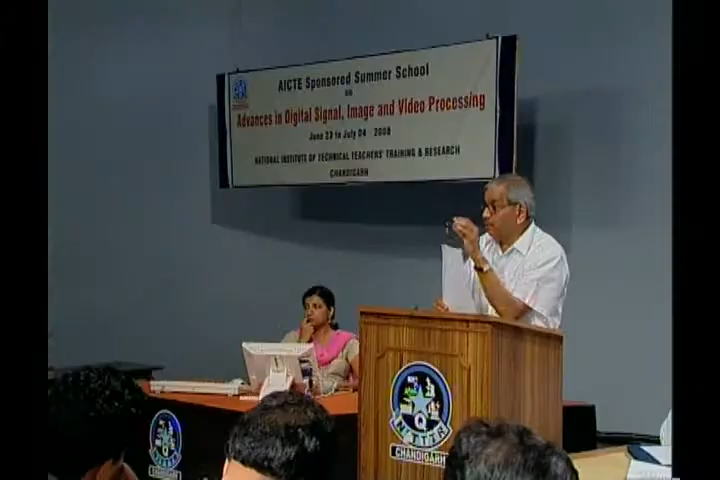 AICTE Sponsored Summer School
on
Advances in Digital Signal, Image and Video Processing
June 23 to July 04 2008
NATIONAL INSTITUTE OF TECHNICAL TEACHERS' TRAINING & RESEARCH
CHANDIGARH
NITTTR
CHANDIGARH